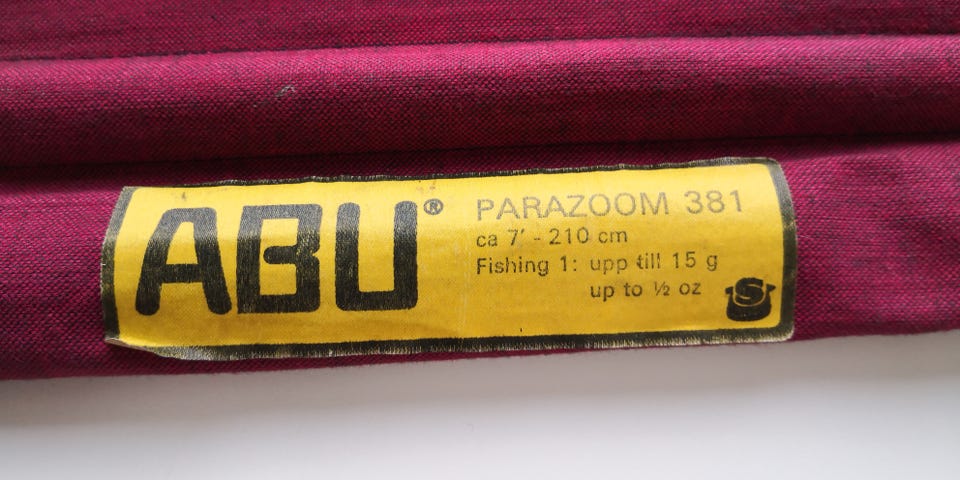 ABU®
PARAZOOM 381
ca 7' - 210 cm
Fishing 1: upp till 15 g
up to ½ oz
S